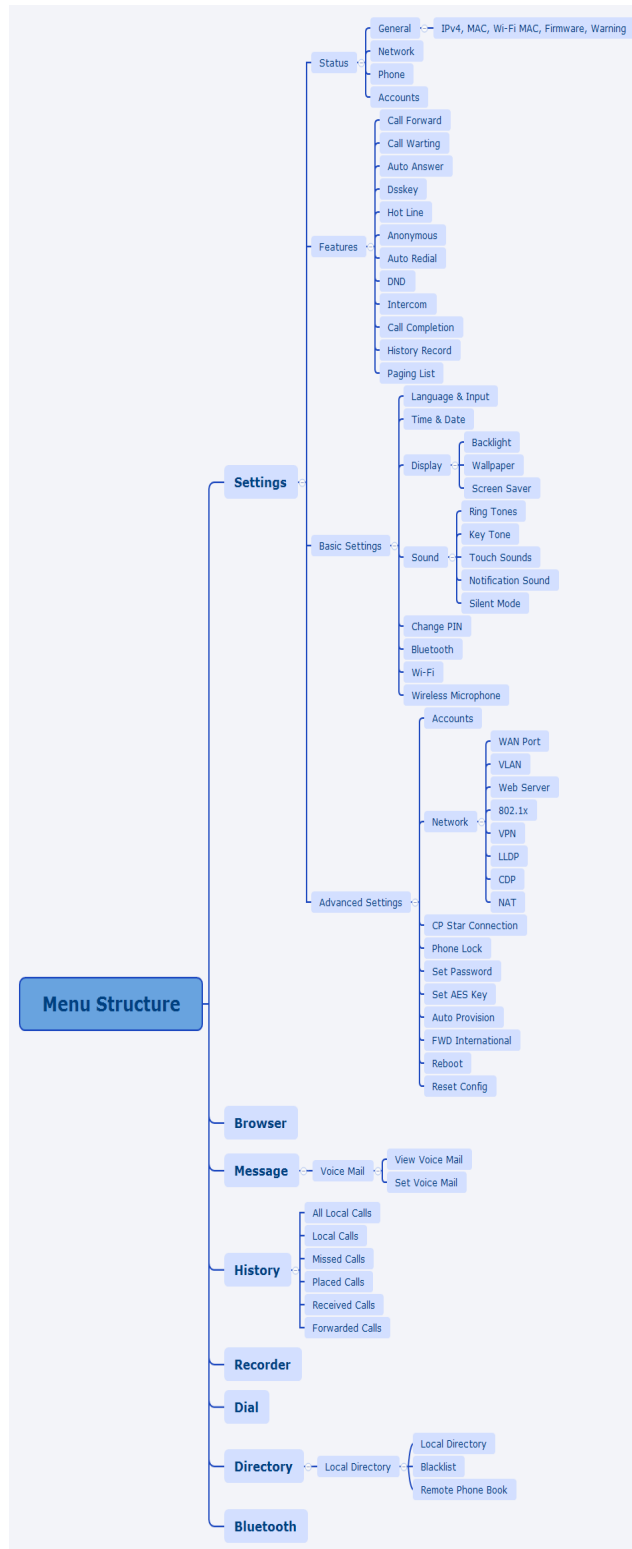 General
IPv4, MAC, Wi-Fi MAC, Firmware, Warning
Network
Status
Phone
Accounts
Call Forward
Call Warting
Auto Answer
Dsskey
Hot Line
Anonymous
Features
Auto Redial
DND
Intercom
Call Completion
History Record
Paging List
Language & Input
Time & Date
Backlight
Display
Wallpaper
Screen Saver
Settings
Ring Tones
Key Tone
Basic Settings
Sound
Touch Sounds
Notification Sound
Silent Mode
Change PIN
Bluetooth
Wi-Fi
Wireless Microphone
Accounts
WAN Port
VLAN
Web Server
802.1x
Network
VPN
LLDP
CDP
NAT
Advanced Settings
CP Star Connection
Phone Lock
Set Password
Set AES Key
Menu Structure
Auto Provision
FWD International
Reboot
Reset Config
Browser
Message
Voice Mail
View Voice Mail
Set Voice Mail
All Local Calls
Local Calls
Missed Calls
History
Placed Calls
Received Calls
Forwarded Calls
Recorder
Dial
Local Directory
Directory
Local Directory
Blacklist
Remote Phone Book
Bluetooth